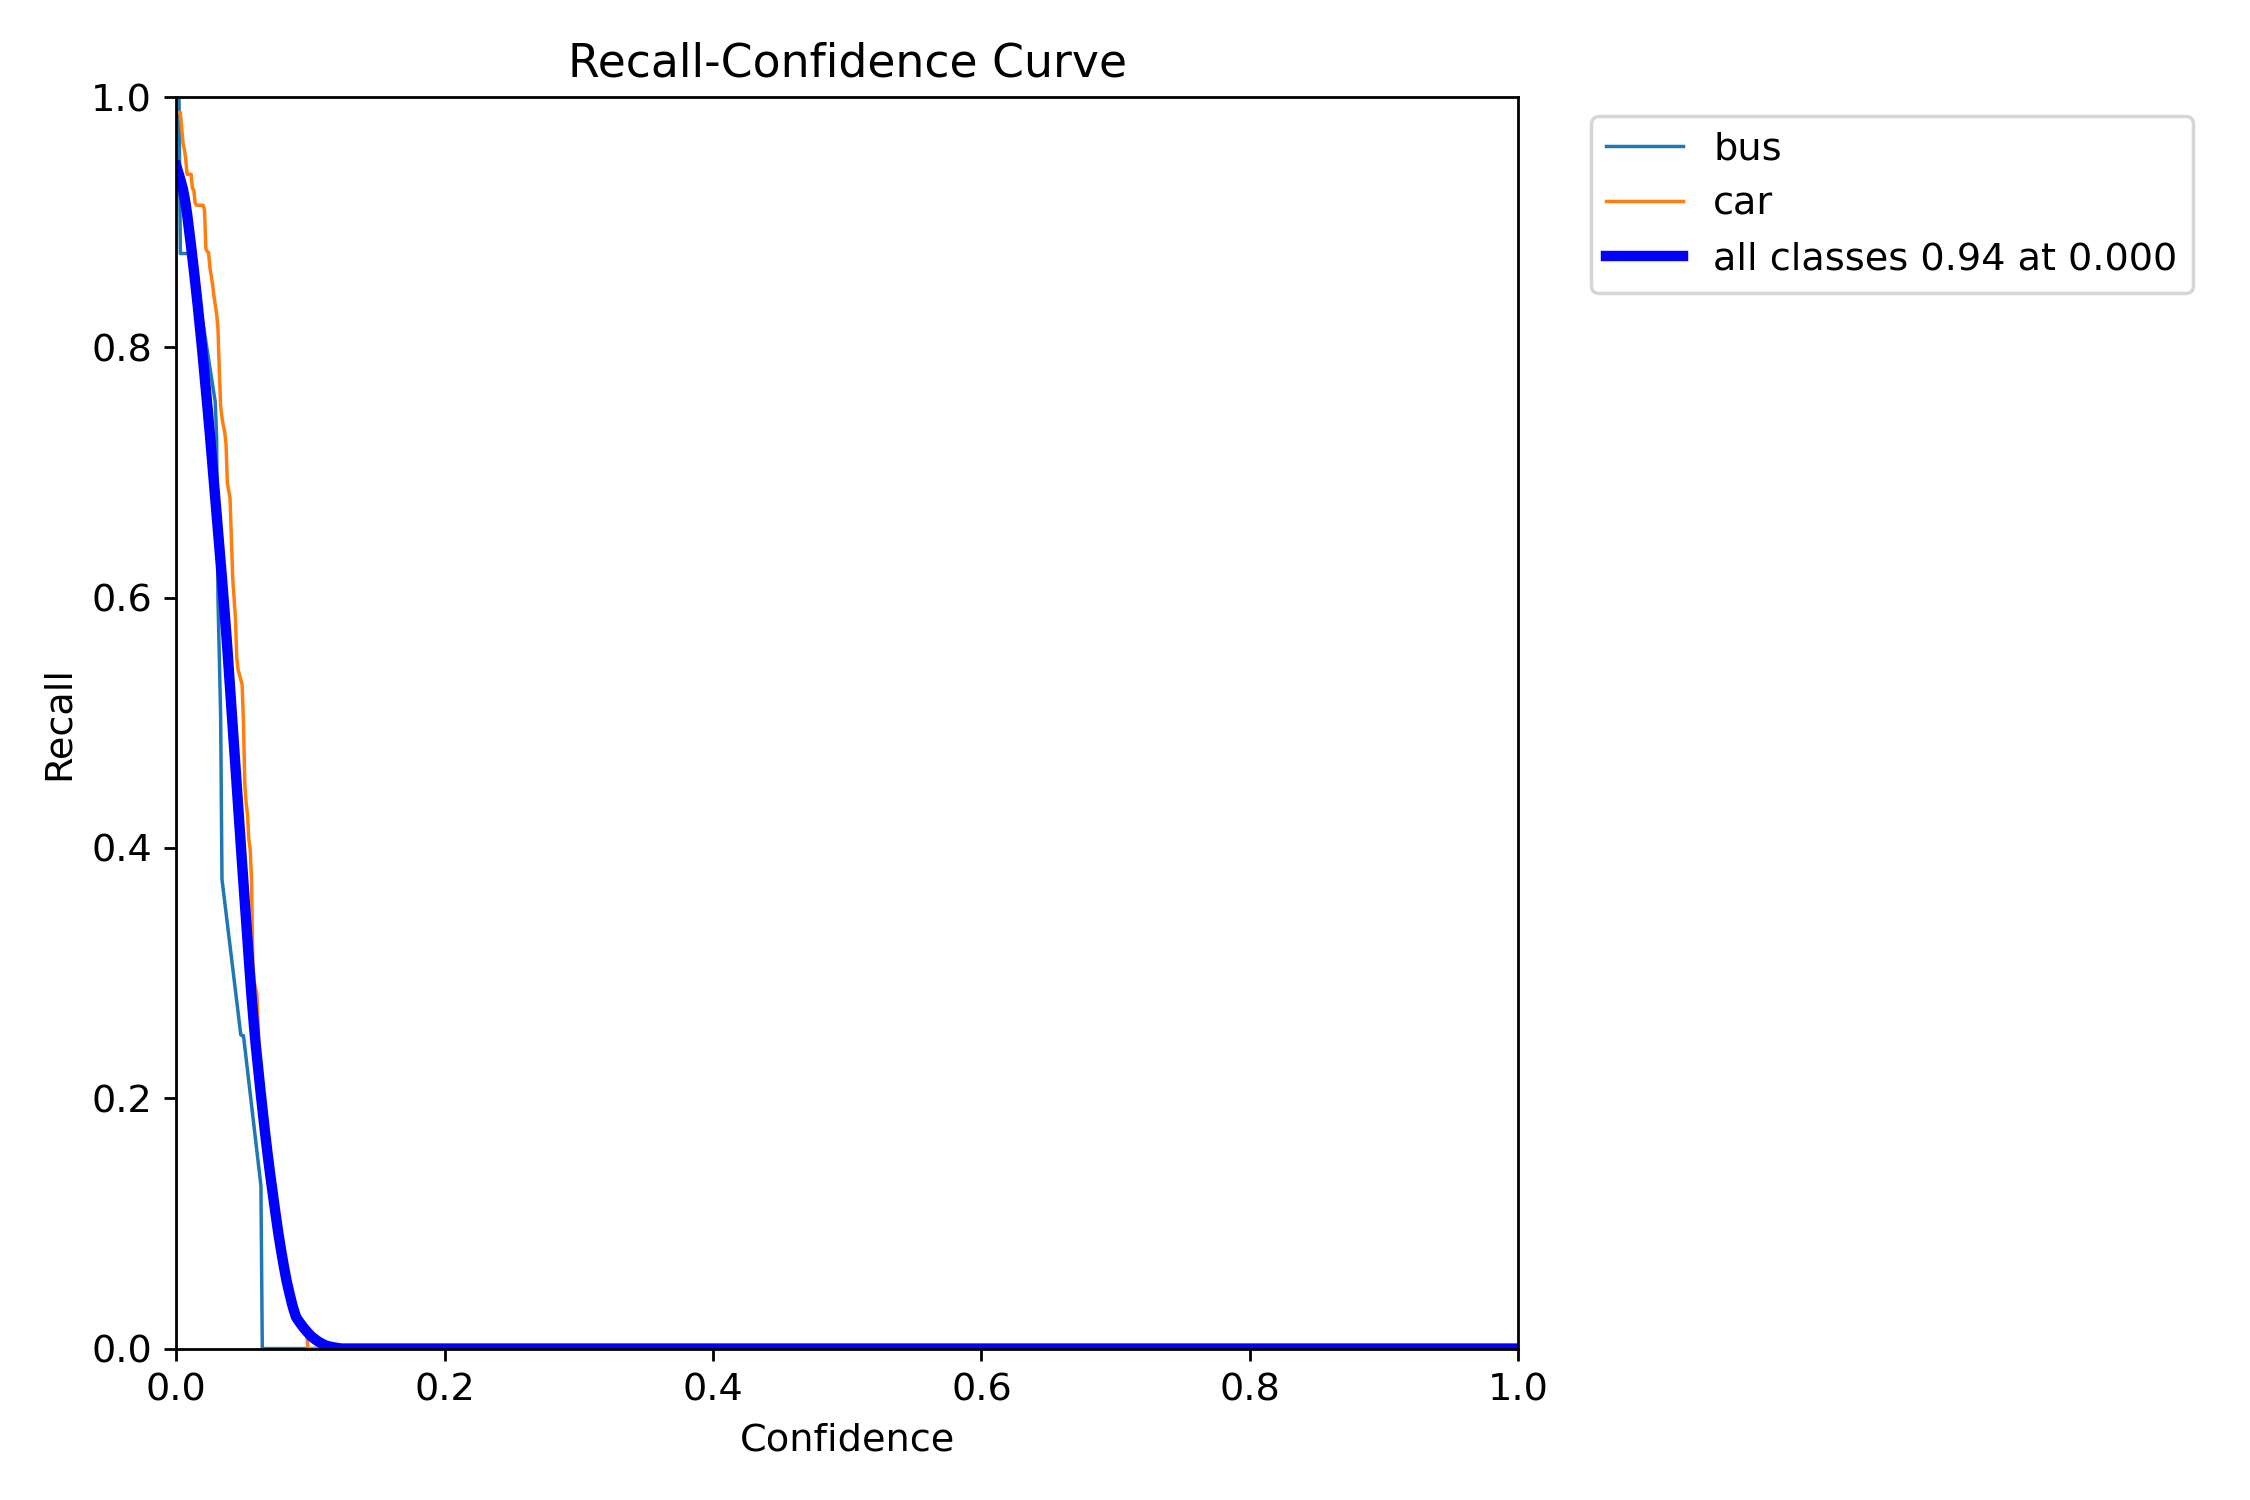 Recall-Confidence Curve
1.0
0.8
0.6
0.4
0.2
0.0
Recall
0.0 0.2 0.4 0.6 0.8 1.0
Confidence
bus
car
all classes 0.94 at 0.000